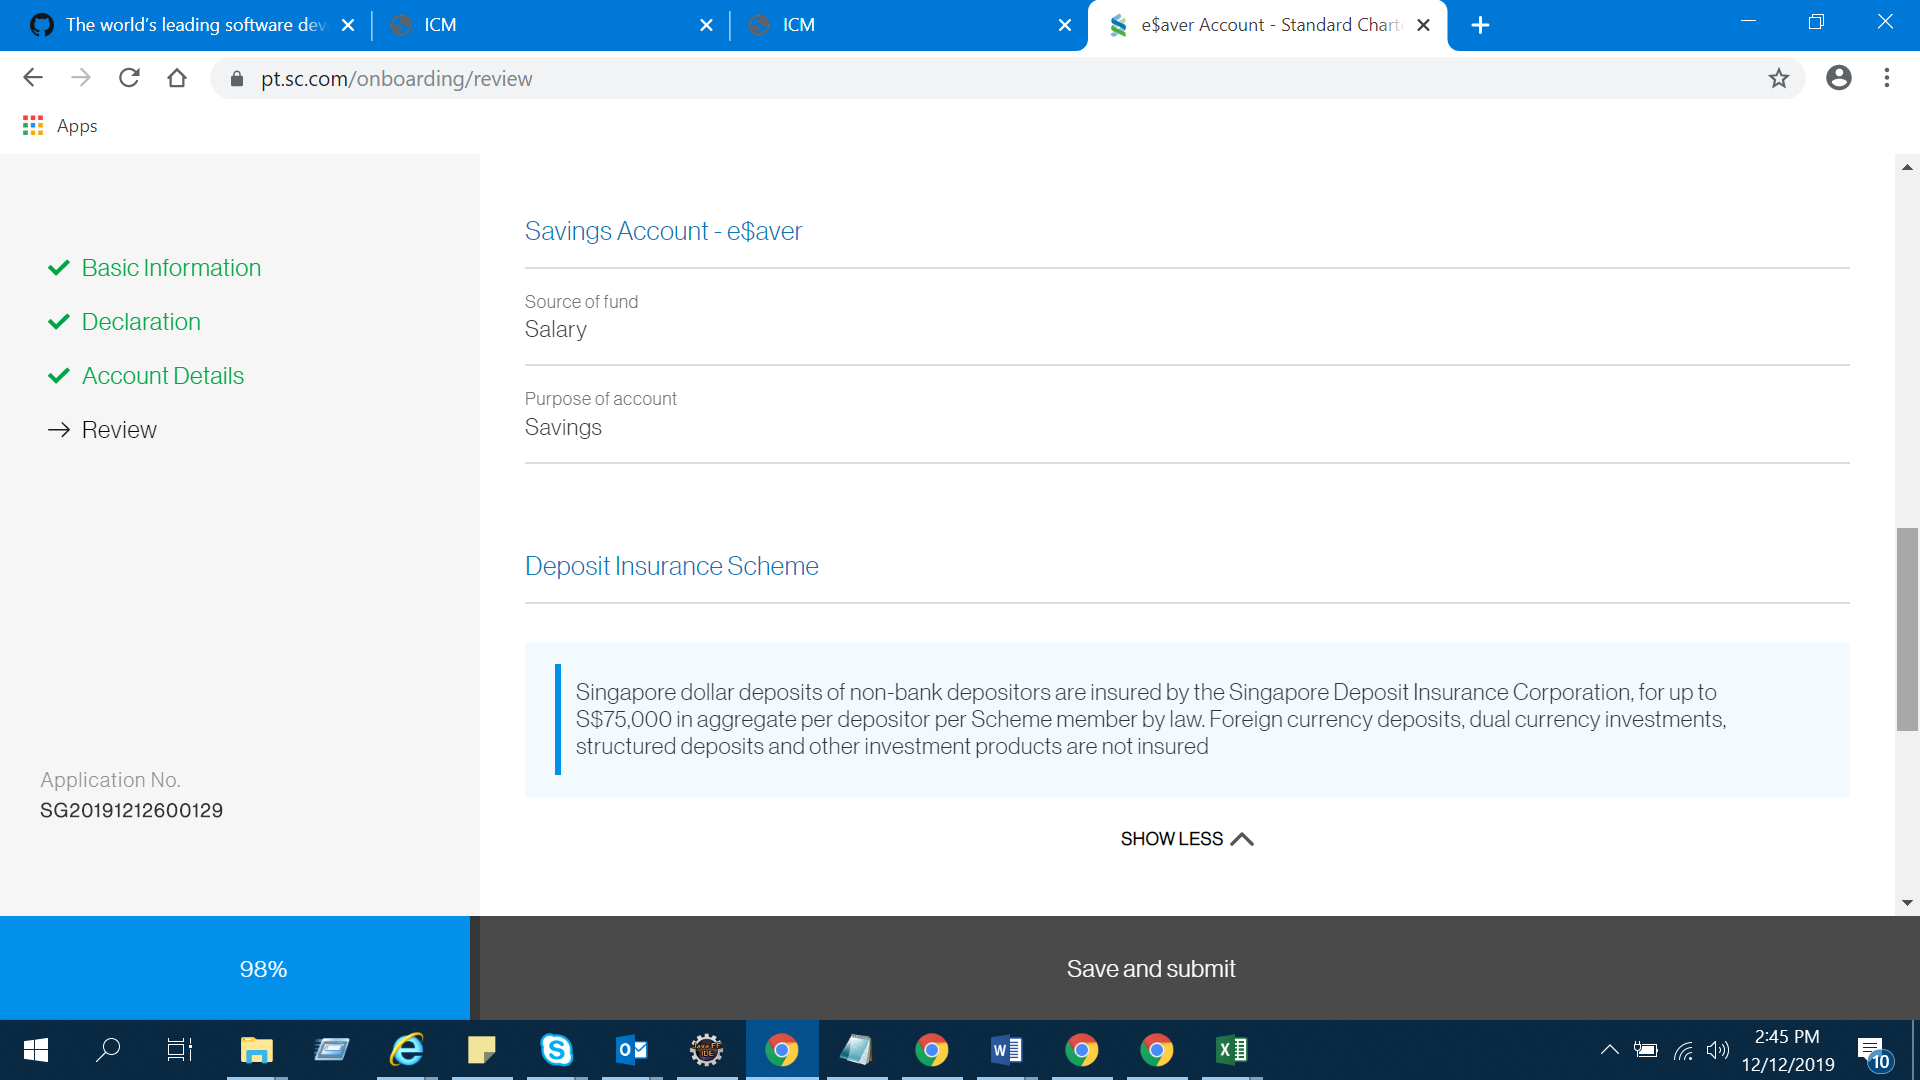 The world's leading software dev
ICM
ICM
e$aver Account - Standard Chart
pt.sc.com/onboarding/review
Apps
Basic Information
Declaration
Account Details
Review
Application No.
SG20191212600129
Savings Account - e$aver
Source of fund
Salary
Purpose of account
Savings
Deposit Insurance Scheme
Singapore dollar deposits of non-bank depositors are insured by the Singapore Deposit Insurance Corporation, for up to
S$75,000 in aggregate per depositor per Scheme member by law. Foreign currency deposits, dual currency investments,
structured deposits and other investment products are not insured
SHOW LESS
98%
Save and submit
2:45 PM
12/12/2019
10